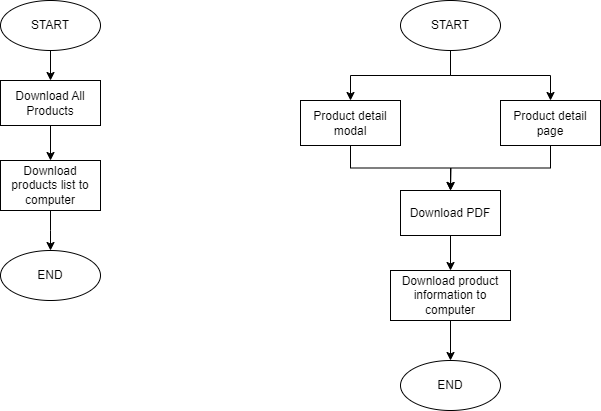 START
Download All
Products
Download
products list to
computer
END
START
Product detail
modal
Product detail
page
Download PDF
Download product
information to
computer
END